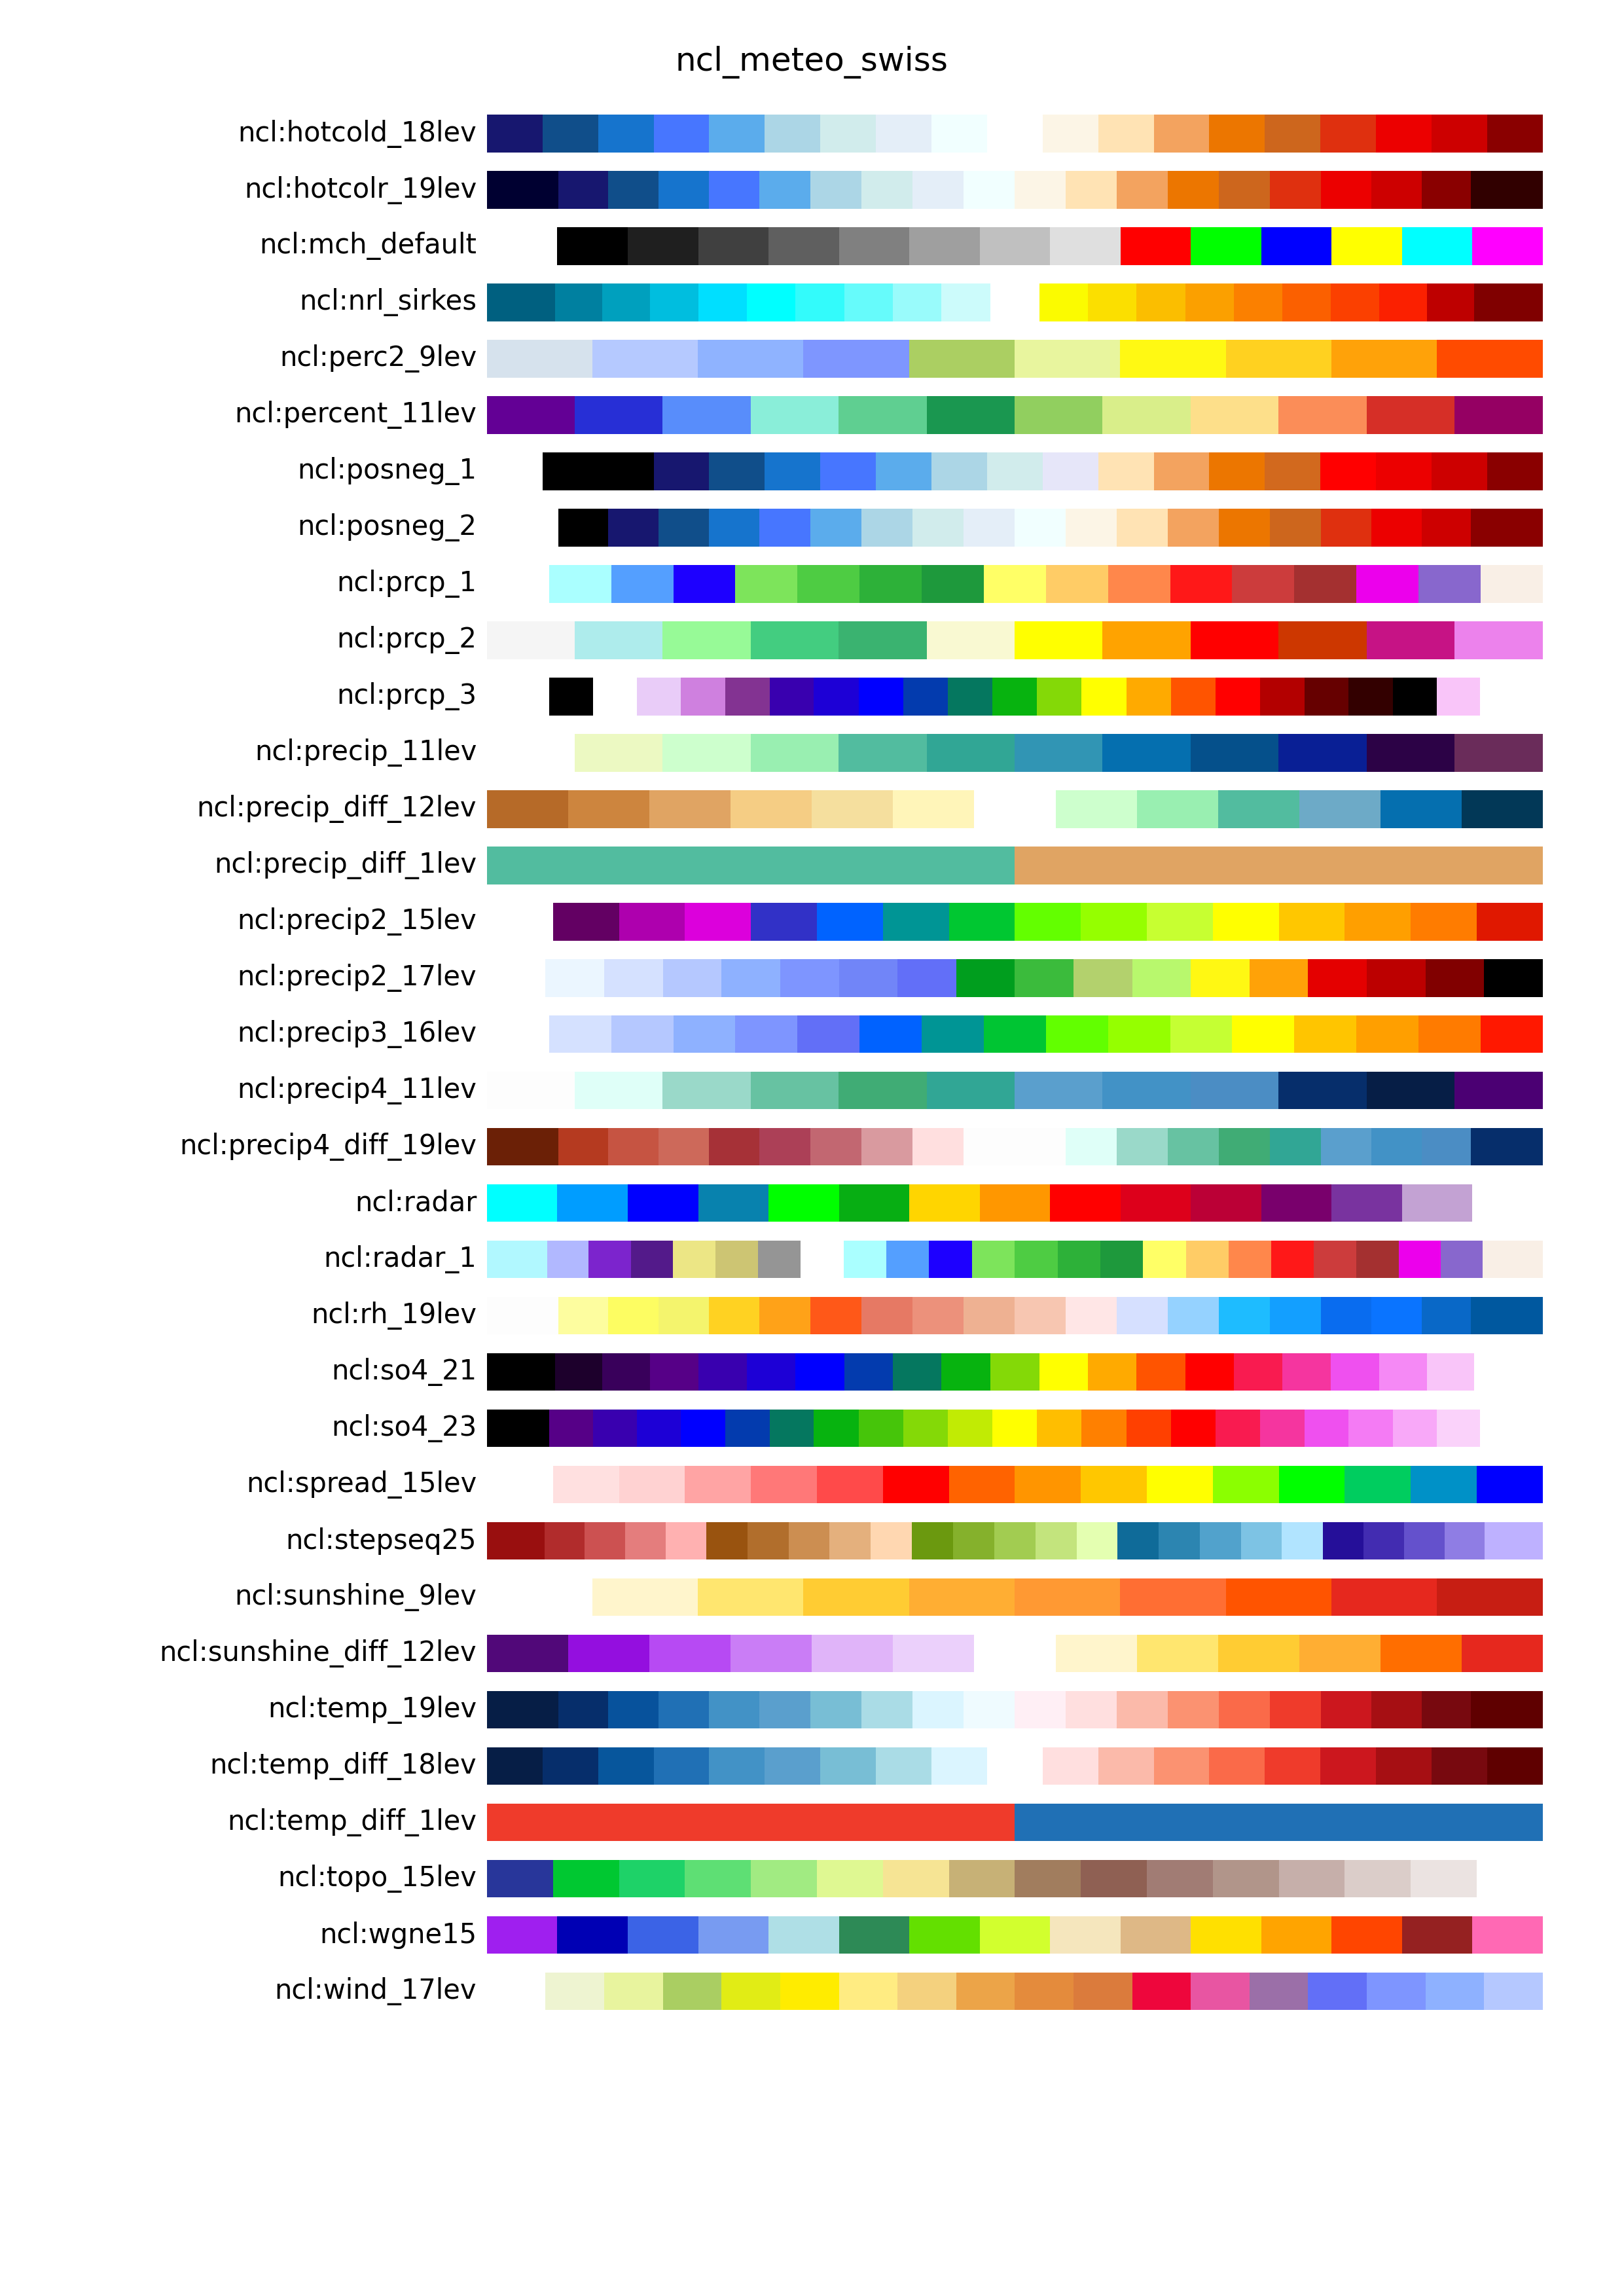 ncl_meteo_swiss
ncl:hotcold_18lev
ncl:hotcolr_19lev
ncl:mch_default
ncl:nrl_sirkes
ncl:perc2_9lev
ncl:percent_11lev
ncl:posneg_1
ncl:posneg_2
ncl:prcp_1
ncl:prcp_2
ncl:prcp_3
ncl:precip_11lev
ncl:precip_diff_12lev
ncl:precip_diff_1lev
ncl:precip2_15lev
ncl:precip2_17lev
ncl:precip3_16lev
ncl:precip4_11lev
ncl:precip4_diff_19lev
ncl:radar
ncl:radar_1
ncl:rh_19lev
ncl:so4_21
ncl:so4_23
ncl:spread_15lev
ncl:stepseq25
ncl:sunshine_9lev
ncl:sunshine_diff_12lev
ncl:temp_19lev
ncl:temp_diff_18lev
ncl:temp_diff_1lev
ncl:topo_15lev
ncl:wgne15
ncl:wind_17lev